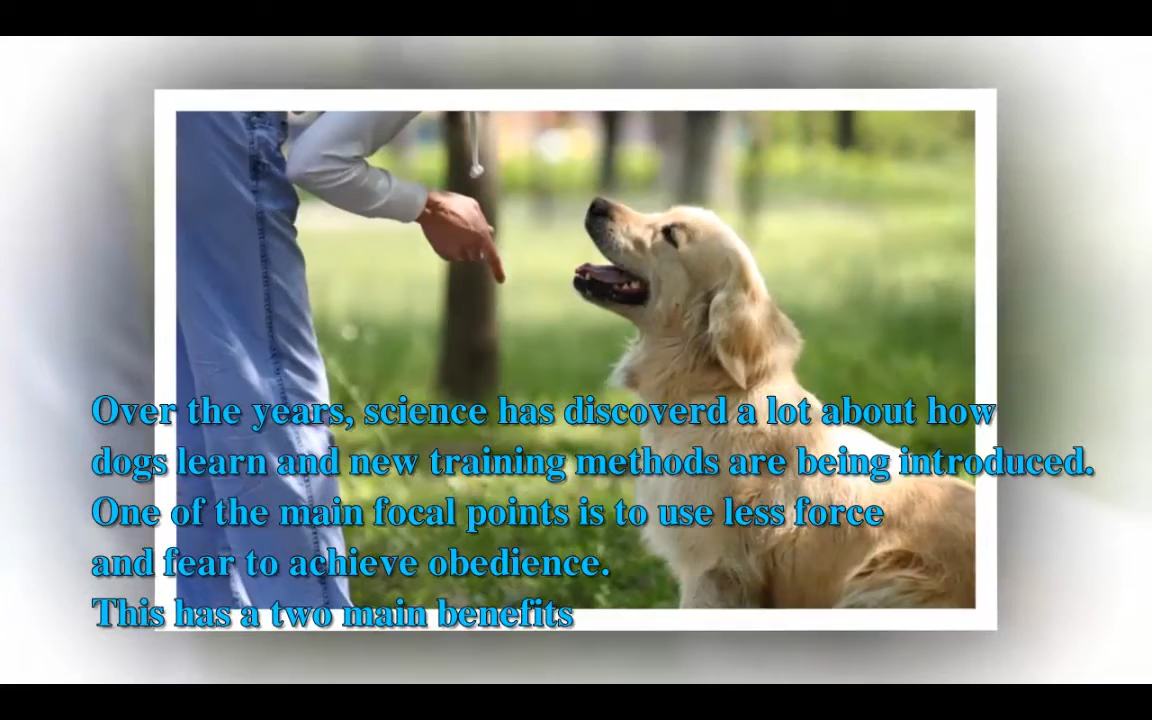 Over the years, science has discoverd a lot about how
dogs learn and new training methods are being introduced.
One of the main focal points is to use less force
and fear to achieve obedience.
This has a two main benefits